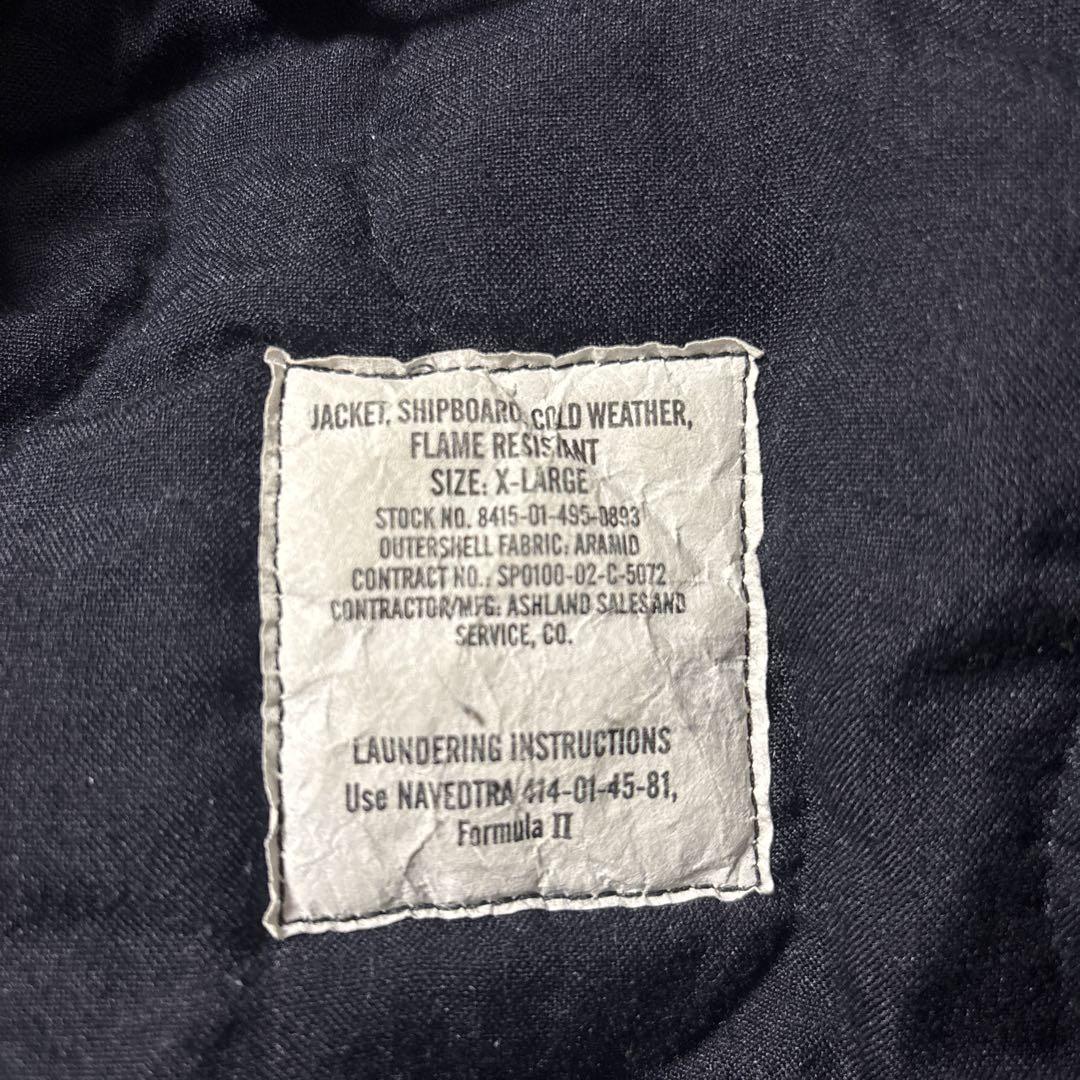 JACKET, SHIPBOARD, COLD WEATHER,
FLAME RESISTANT
SIZE: X-LARGE
STOCK NO. 8415-01-495-0893
OUTERSHELL FABRIC: ARAMID
CONTRACT NO.: SP0100-02-C-5072
CONTRACTOR/MFG: ASHLAND SALES AND
SERVICE, CO.
LAUNDERING INSTRUCTIONS
Use NAVEDTRA 414-01-45-81,
Formula II